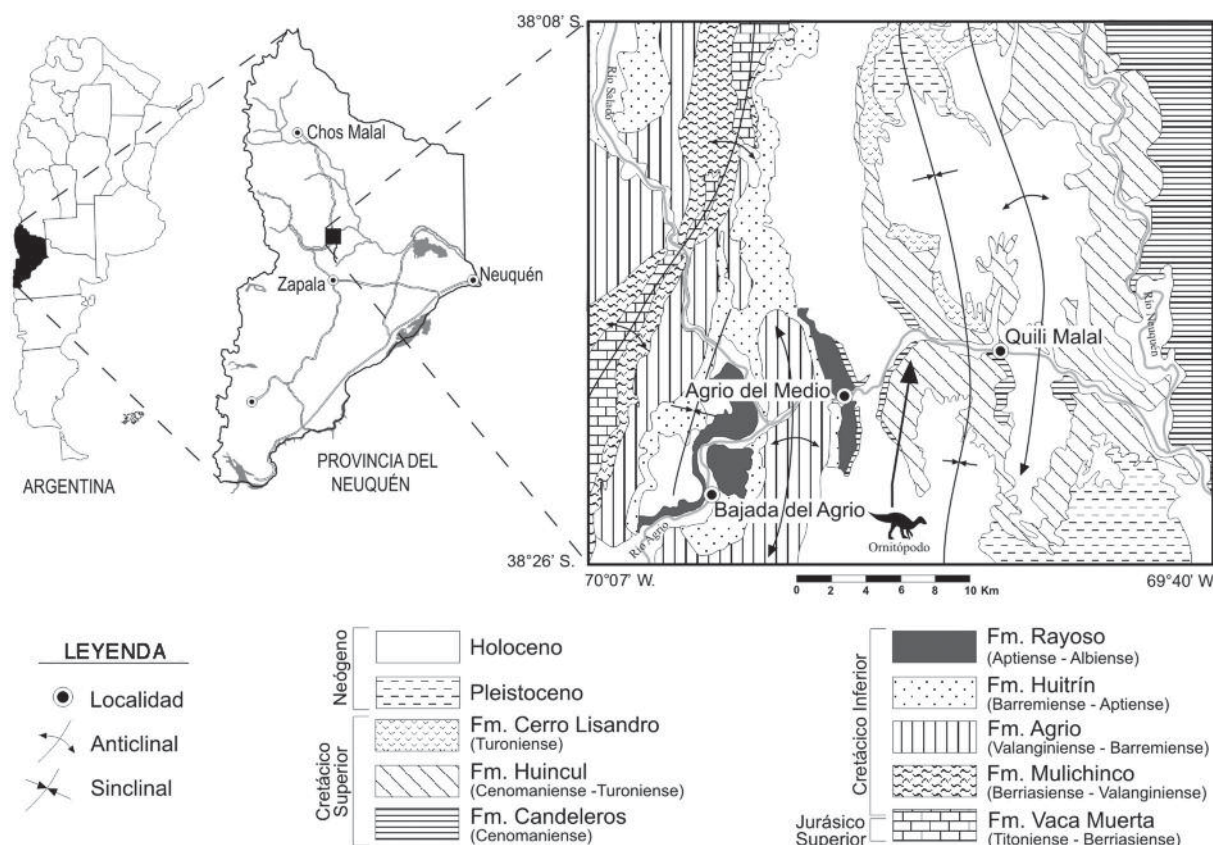 38°08' S.
Río Salado
Chos Malal
Zapala
Neuquén
Río Neuquén
Quili Malal
Agrio del Medio
Bajada del Agrio
Río Agrio
Ornitópodo
ARGENTINA
PROVINCIA DEL
NEUQUÉN
38°26' S.
70°07' W.
69°40' W.
0 2 4 6 8 10 Km
LEYENDA
Localidad
Anticlinal
Sinclinal
Neógeno
Holoceno
Pleistoceno
Cretácico
Superior
Fm. Cerro Lisandro
(Turoniense)
Fm. Huincul
(Cenomaniense -Turoniense)
Fm. Candeleros
(Cenomaniense)
Cretácico Inferior
Fm. Rayoso
(Aptiense - Albiense)
Fm. Huitrín
(Barremiense - Aptiense)
Fm. Agrio
(Valanginiense - Barremiense)
Fm. Mulichinco
(Berriasiense - Valanginiense)
Jurásico
Superior
Fm. Vaca Muerta
(Titoniense - Berriasiense)